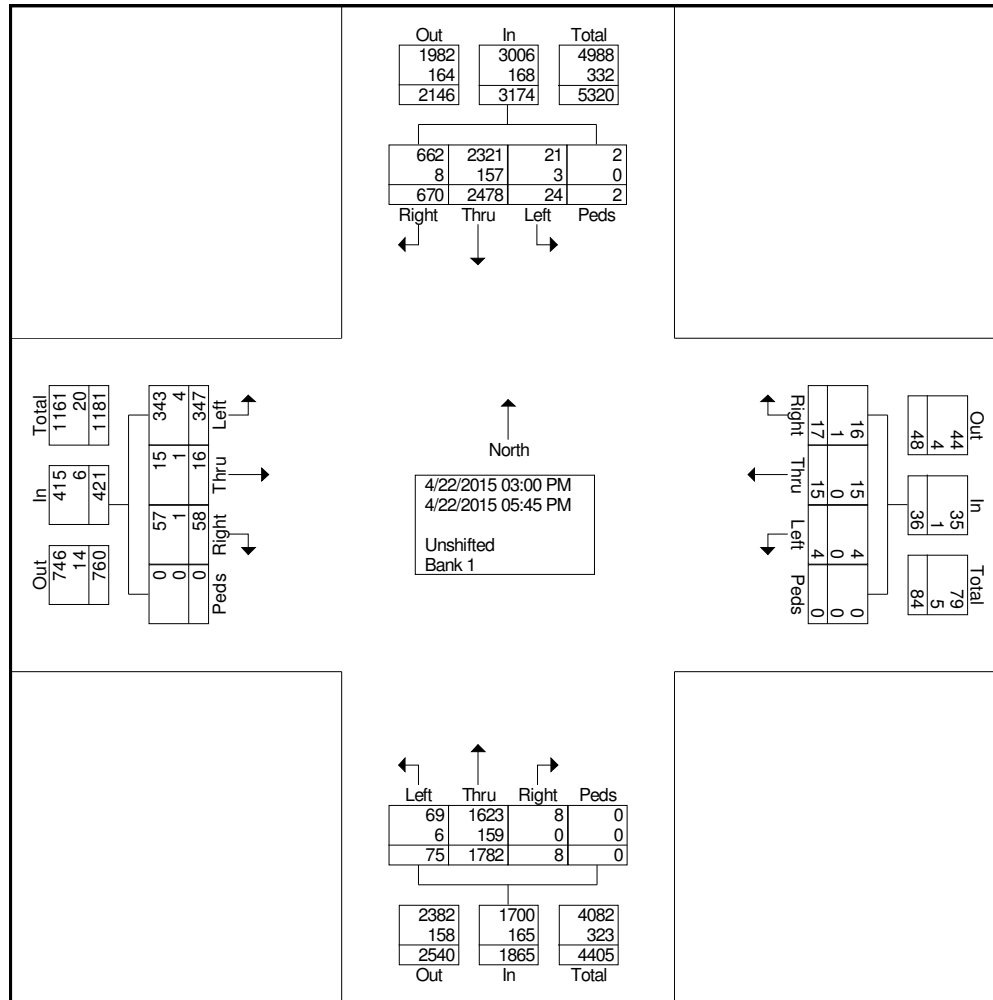 Out In Total
1982 3006 4988
164 168 332
2146 3174 5320
662 2321 21 2
8 157 3 0
670 2478 24 2
Right Thru Left Peds
Total
1161
20
1181
In
415
6
421
Out
746
14
760
343 4 347 Left
15 1 16 Thru
57 1 58 Right
0 0 0 Peds
North
4/22/2015 03:00 PM
4/22/2015 05:45 PM
Unshifted
Bank 1
Right 17 1 16
Thru 15 0 15
Left 4 0 4
Peds 0 0 0
Out
44
4
48
In
35
1
36
Total
79
5
84
Left Thru Right Peds
69 1623 8 0
6 159 0 0
75 1782 8 0
2382 1700 4082
158 165 323
2540 1865 4405
Out In Total